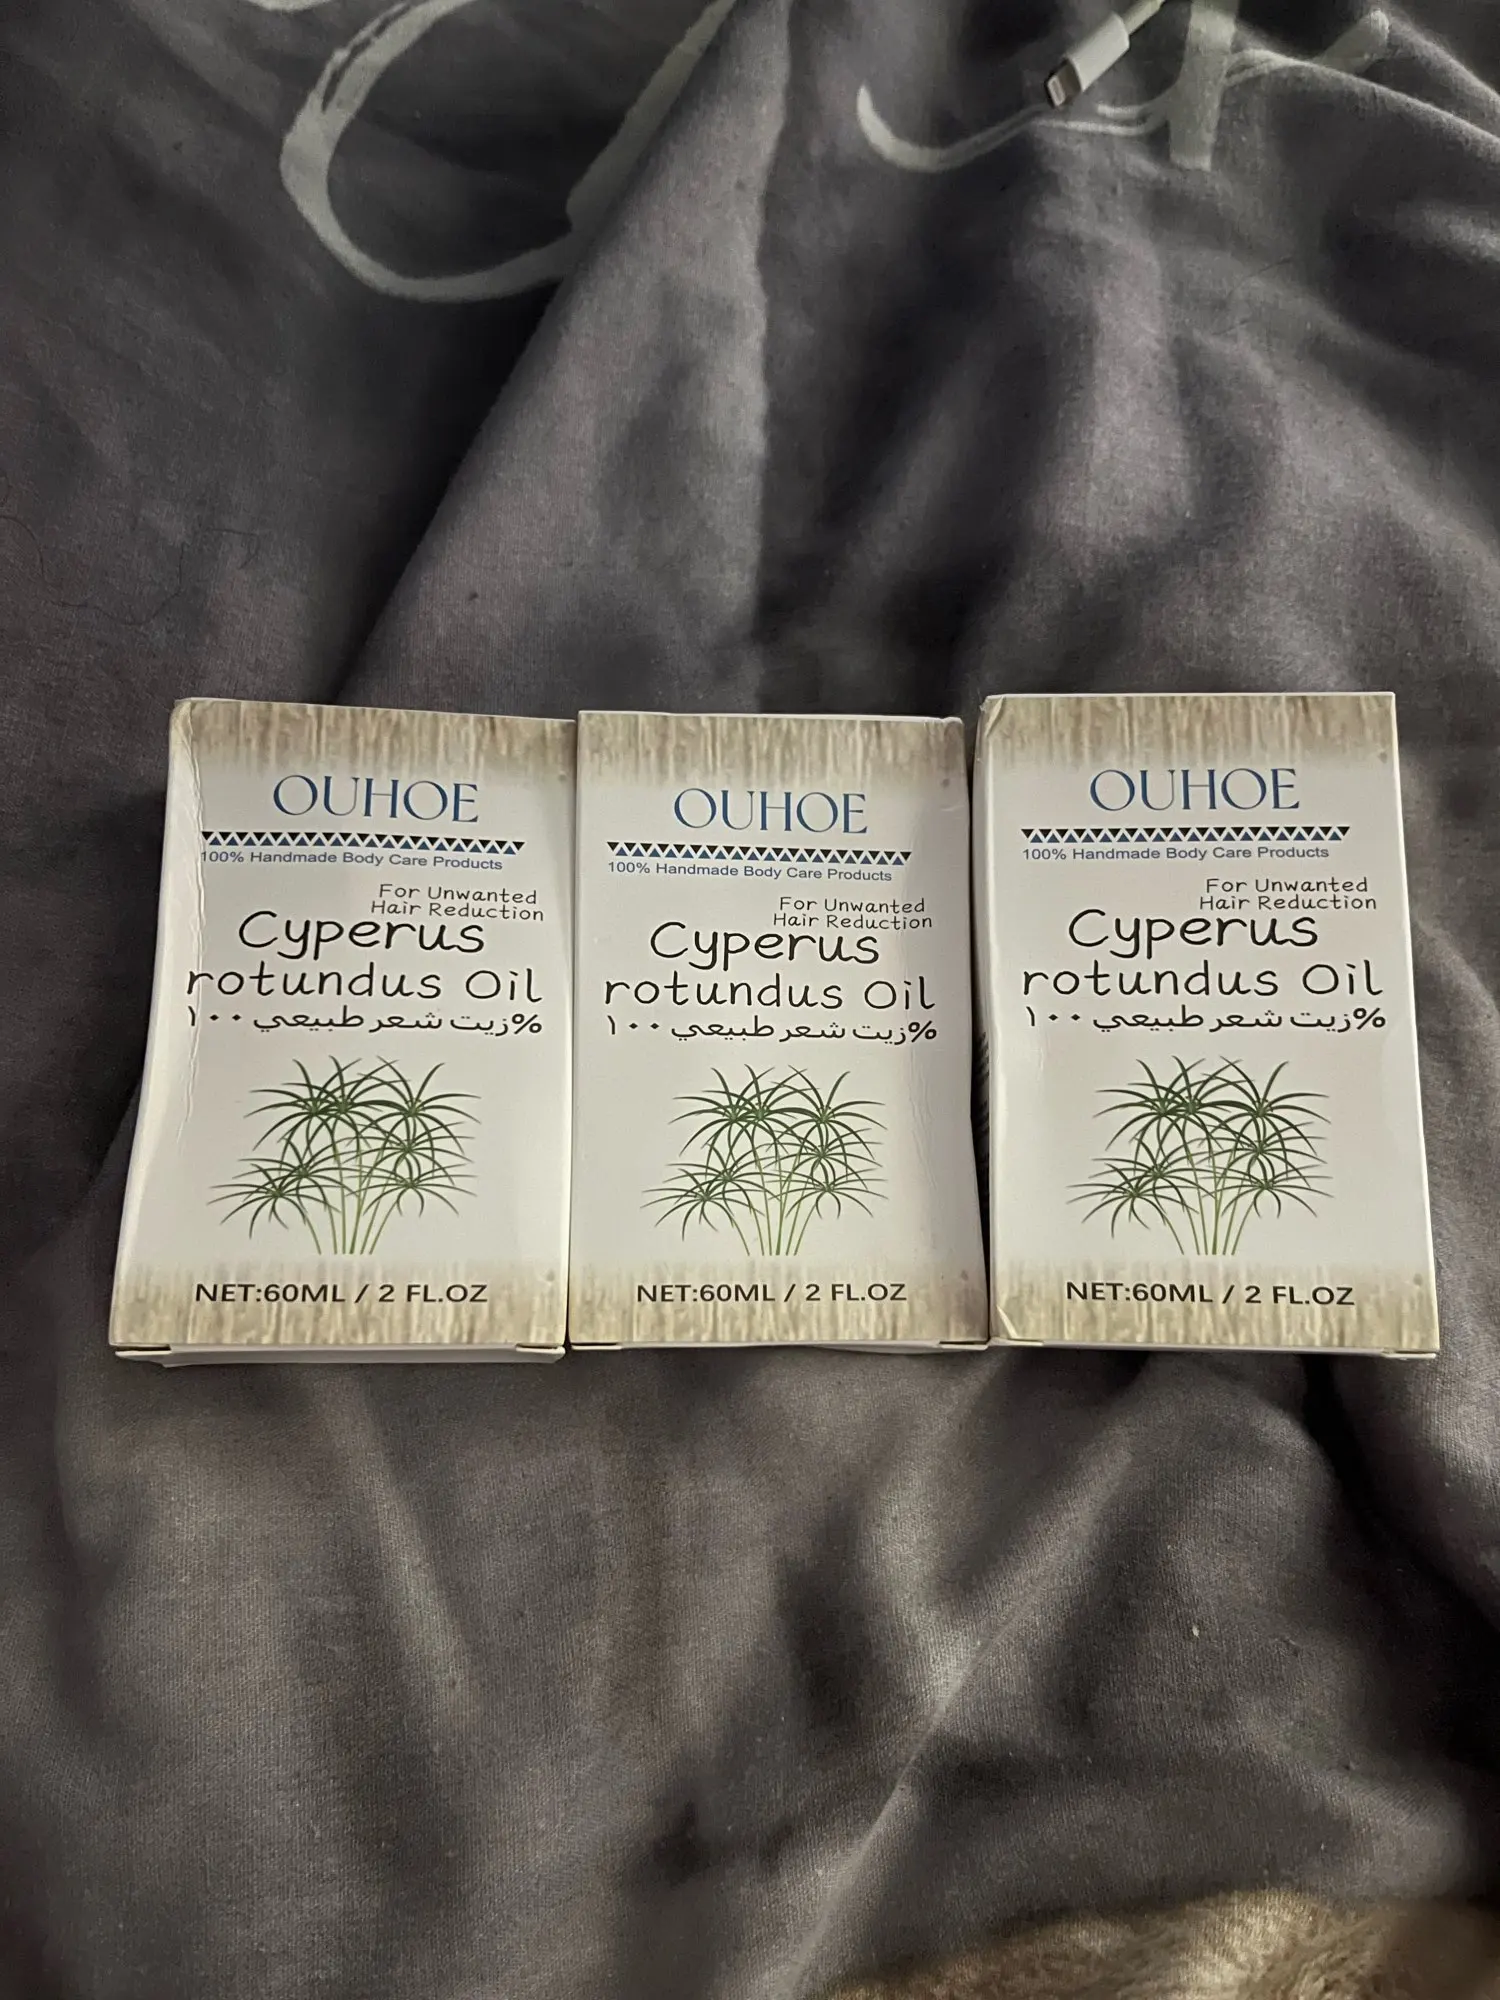 OUHOE
100% Handmade Body Care Products
For Unwanted
Hair Reduction
Cyperus
rotundus Oil
%زيت شعر طبيعي ١٠٠
NET:60ML / 2 FL.OZ
OUHOE
100% Handmade Body Care Products
For Unwanted
Hair Reduction
Cyperus
rotundus Oil
%زيت شعر طبيعي ١٠٠
NET:60ML / 2 FL.OZ
OUHOE
100% Handmade Body Care Products
For Unwanted
Hair Reduction
Cyperus
rotundus Oil
%زيت شعر طبيعي ١٠٠
NET:60ML / 2 FL.OZ